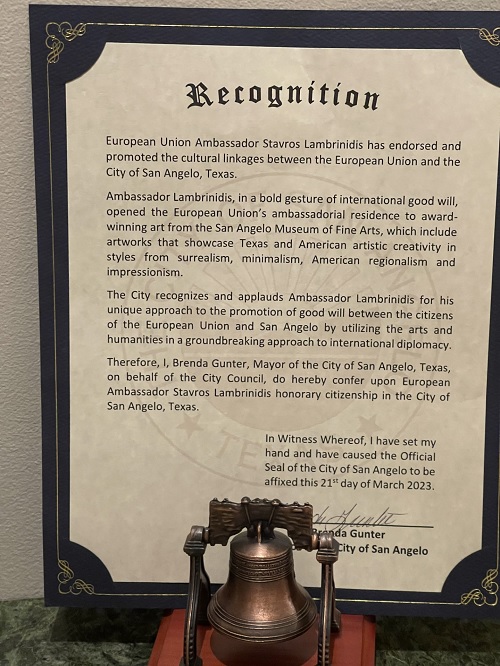 Recognition
European Union Ambassador Stavros Lambrinidis has endorsed and
promoted the cultural linkages between the European Union and the
City of San Angelo, Texas.
Ambassador Lambrinidis, in a bold gesture of international good will,
opened the European Union's ambassadorial residence to award-
winning art from the San Angelo Museum of Fine Arts, which include
artworks that showcase Texas and American artistic creativity in
styles from surrealism, minimalism, American regionalism and
impressionism.
The City recognizes and applauds Ambassador Lambrinidis for his
unique approach to the promotion of good will between the citizens
of the European Union and San Angelo by utilizing the arts and
humanities in a groundbreaking approach to international diplomacy.
Therefore, I, Brenda Gunter, Mayor of the City of San Angelo, Texas,
on behalf of the City Council, do hereby confer upon European
Ambassador Stavros Lambrinidis honorary citizenship in the City of
San Angelo, Texas.
In Witness Whereof, I have set my
hand and have caused the Official
Seal of the City of San Angelo to be
affixed this 21st day of March 2023.
Brenda Gunter
City of San Angelo